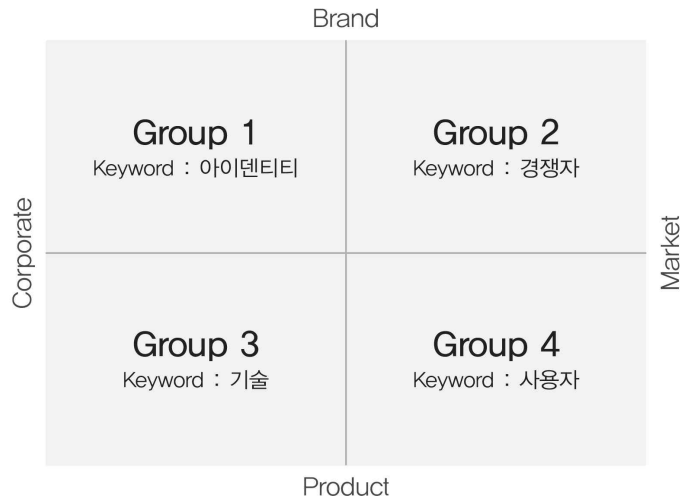 Brand
Group 1
Keyword : 아이덴티티
Group 2
Keyword : 경쟁자
Corporate
Market
Group 3
Keyword : 기술
Group 4
Keyword : 사용자
Product